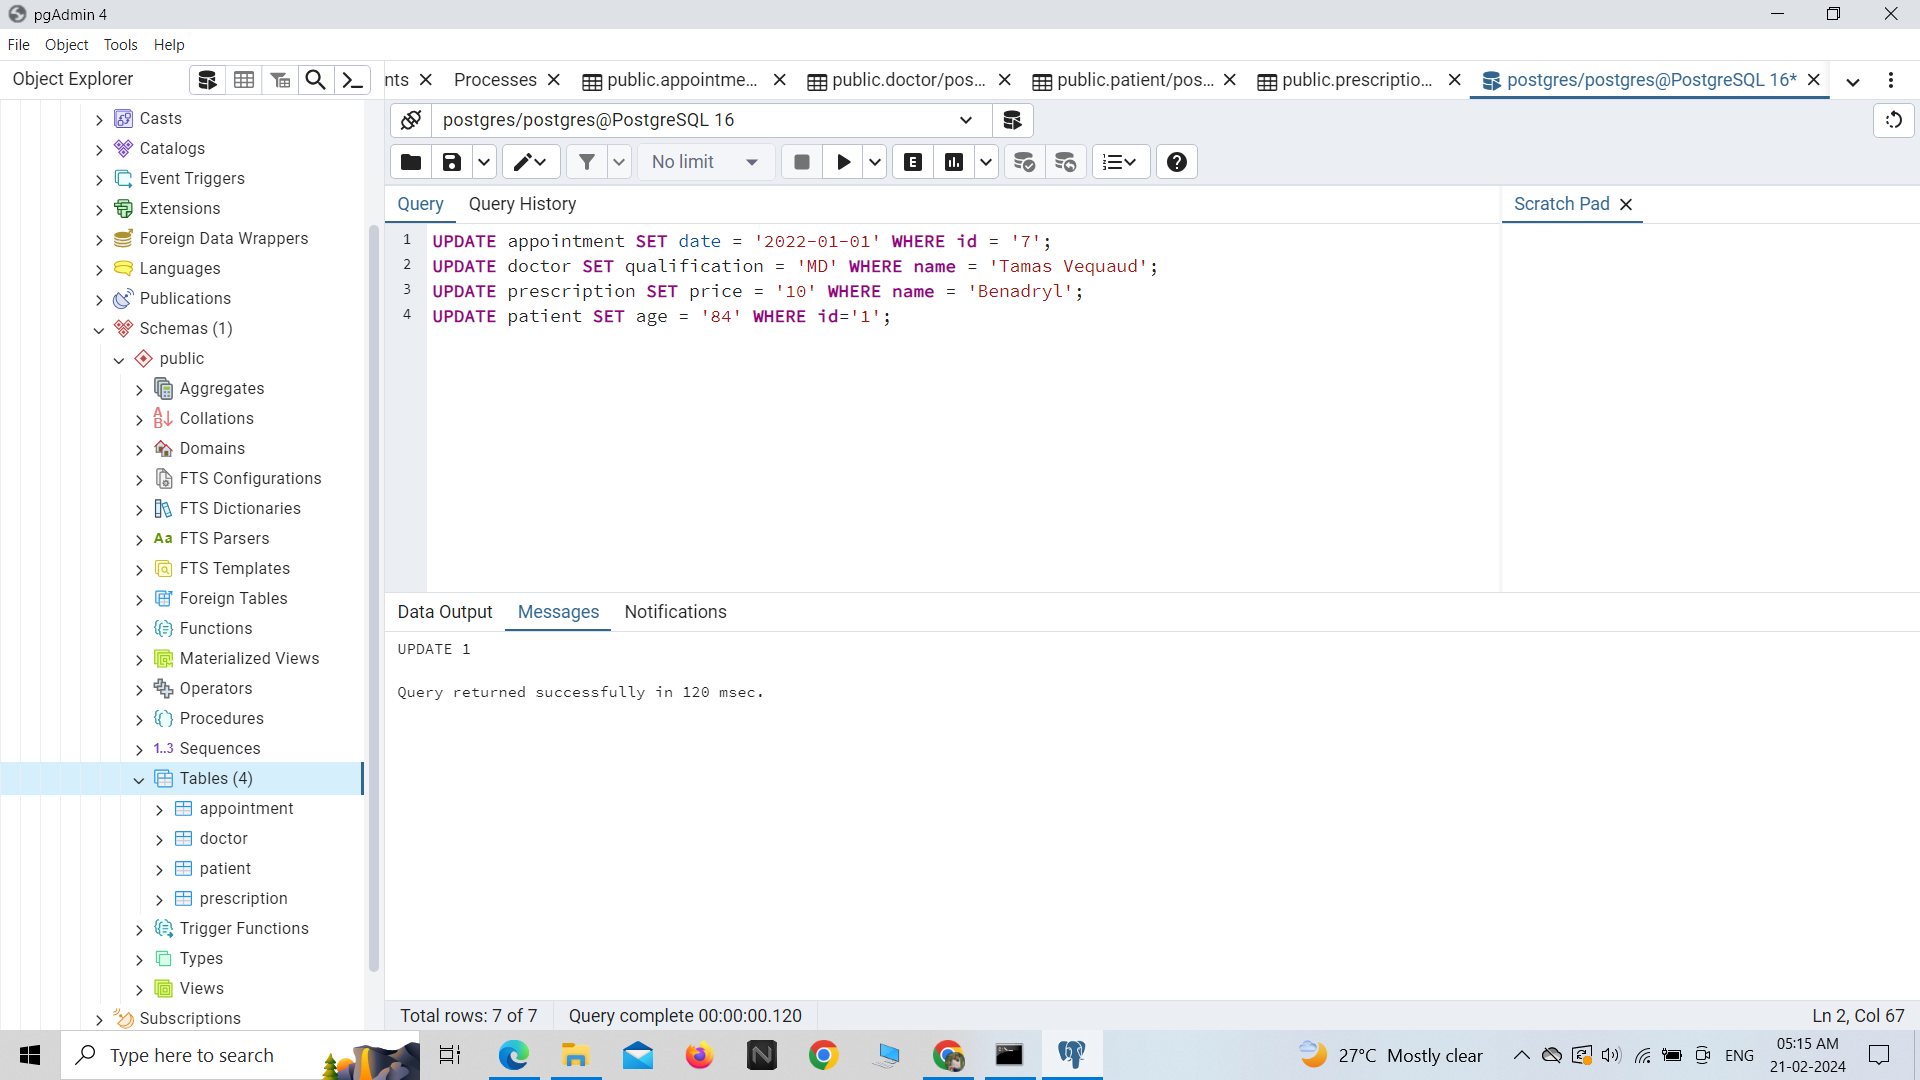 pgAdmin 4
File Object Tools Help
Object Explorer
nts Processes public.appointme... public.doctor/pos... public.patient/pos... public.prescriptio... postgres/postgres@PostgreSQL 16*
postgres/postgres@PostgreSQL 16
No limit
E
Query Query History
Scratch Pad
1 UPDATE appointment SET date = '2022-01-01' WHERE id = '7';
2 UPDATE doctor SET qualification = 'MD' WHERE name = 'Tamas Vequaud';
3 UPDATE prescription SET price = '10' WHERE name = 'Benadryl';
4 UPDATE patient SET age = '84' WHERE id='1';
Casts
Catalogs
Event Triggers
Extensions
Foreign Data Wrappers
Languages
Publications
Schemas (1)
public
Aggregates
Collations
Domains
FTS Configurations
FTS Dictionaries
Aa FTS Parsers
FTS Templates
Foreign Tables
Functions
Materialized Views
Operators
Procedures
1..3 Sequences
Tables (4)
appointment
doctor
patient
prescription
Trigger Functions
Types
Views
Subscriptions
Data Output Messages Notifications
UPDATE 1
Query returned successfully in 120 msec.
Total rows: 7 of 7 Query complete 00:00:00.120
Ln 2, Col 67
Type here to search
27°C Mostly clear
ENG
05:15 AM
21-02-2024